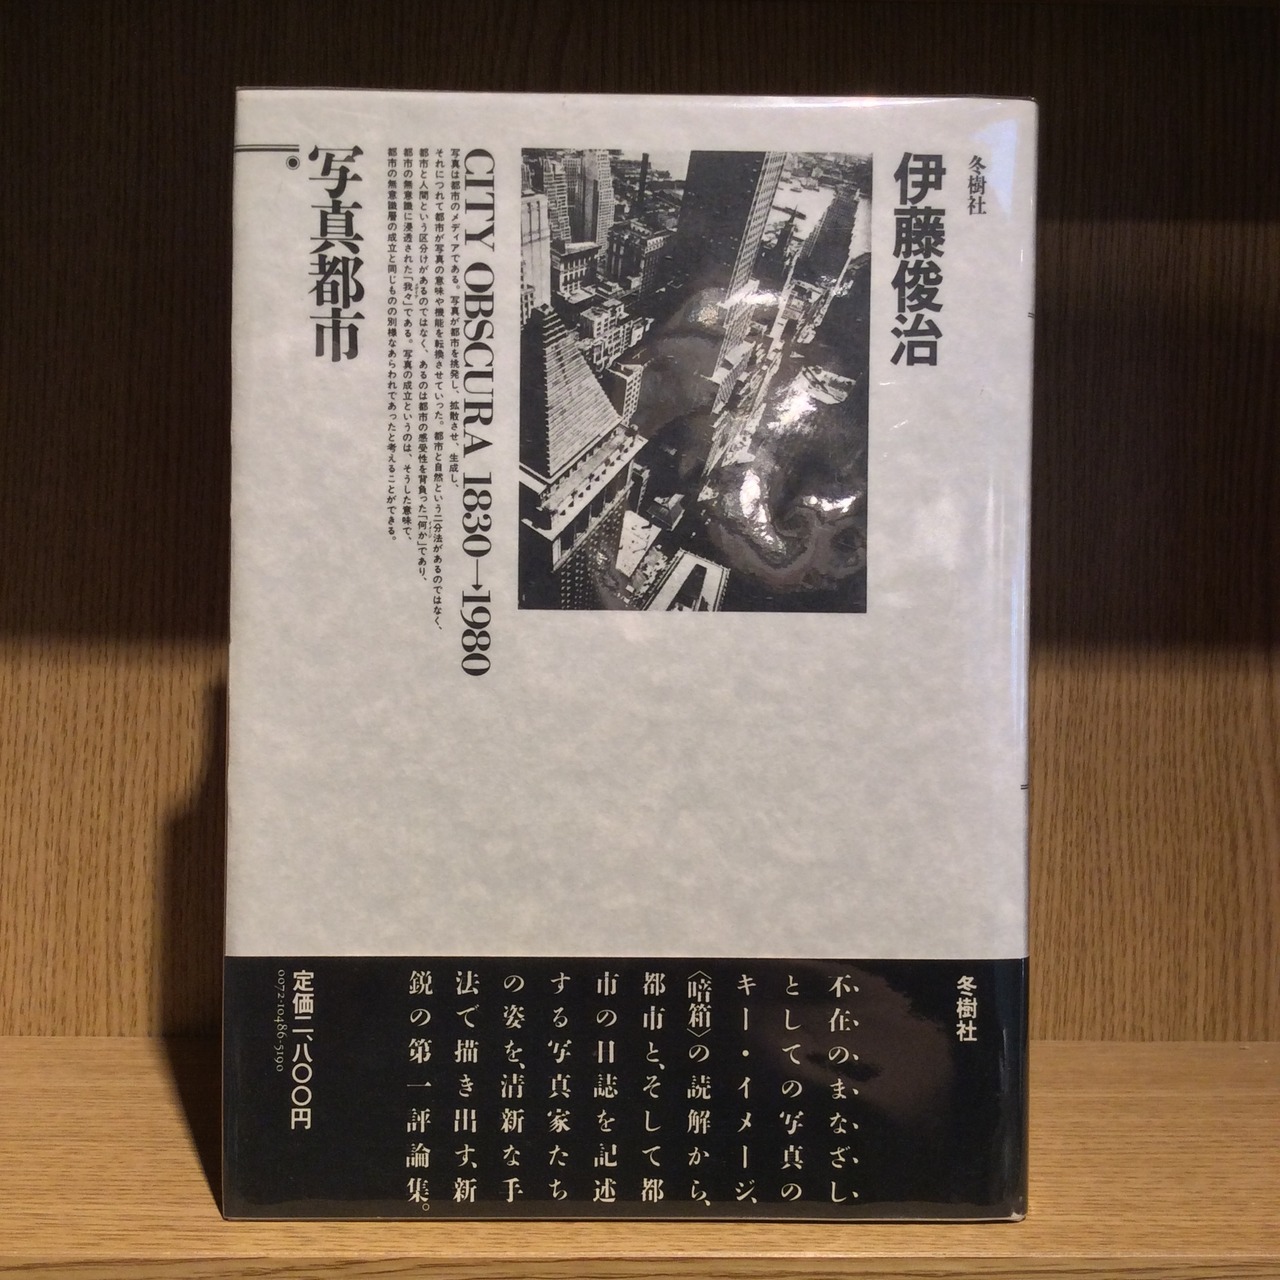 冬樹社
伊藤俊治
CITY OBSCURA 1830→1980
写真は都市のメディアである。写真が都市を挑発し、拡散させ、生成し、
それにつれて都市が写真の意味や機能を転換させていった。都市と自然という二分法があるのではなく、
都市と人間という区分けがあるのではなく、あるのは都市の感受性を背負った「何か」であり、
都市の無意識に浸透された「我々」である。写真の成立というのは、そうした意味で、
都市の無意識層の成立と同じものの別様なあらわれであったと考えることができる。
写真都市
冬樹社
不在のまなざし
としての写真の
キー・イメージ、
〈暗箱〉の読解から、
都市と、そして都
市の日誌を記述
する写真家たち
の姿を、清新な手
法で描き出す、新
鋭の第一評論集。
定価二、八〇〇円
0072-10486-5190